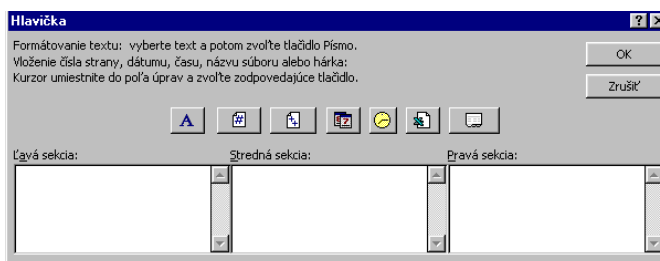 Hlavička
Formátovanie textu: vyberte text a potom zvoľte tlačidlo Písmo.
Vloženie čísla strany, dátumu, času, názvu súboru alebo hárka:
Kurzor umiestnite do poľa úprav a zvoľte zodpovedajúce tlačidlo.
OK
Zrušiť
Ľavá sekcia:
Stredná sekcia:
Pravá sekcia: